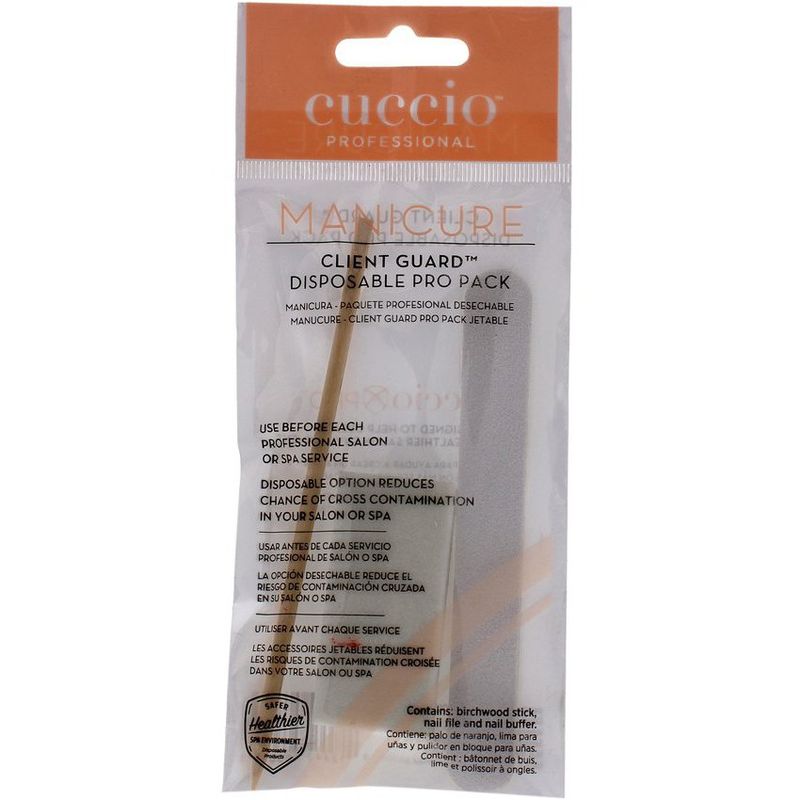 cuccio™
PROFESSIONAL
MANICURE
CLIENT GUARD™
DISPOSABLE PRO PACK
MANICURA - PAQUETE PROFESIONAL DESECHABLE
MANUCURE - CLIENT GUARD PRO PACK JETABLE
USE BEFORE EACH
PROFESSIONAL SALON
OR SPA SERVICE
DISPOSABLE OPTION REDUCES
CHANCE OF CROSS CONTAMINATION
IN YOUR SALON OR SPA
USAR ANTES DE CADA SERVICIO
PROFESIONAL DE SALÓN O SPA
LA OPCIÓN DESECHABLE REDUCE EL
RIESGO DE CONTAMINACIÓN CRUZADA
EN SU SALÓN O SPA
UTILISER AVANT CHAQUE SERVICE
LES ACCESSOIRES JETABLES RÉDUISENT
LES RISQUES DE CONTAMINATION CROISÉE
DANS VOTRE SALON OU SPA
SAFER
Healthier
SPA ENVIRONMENT
Disposable
Products
Contains: birchwood stick,
nail file and nail buffer.
Contiene: palo de naranjo, lima para
uñas y pulidor en bloque para uñas.
Contient : bâtonnet de buis,
lime et polissoir à ongles.